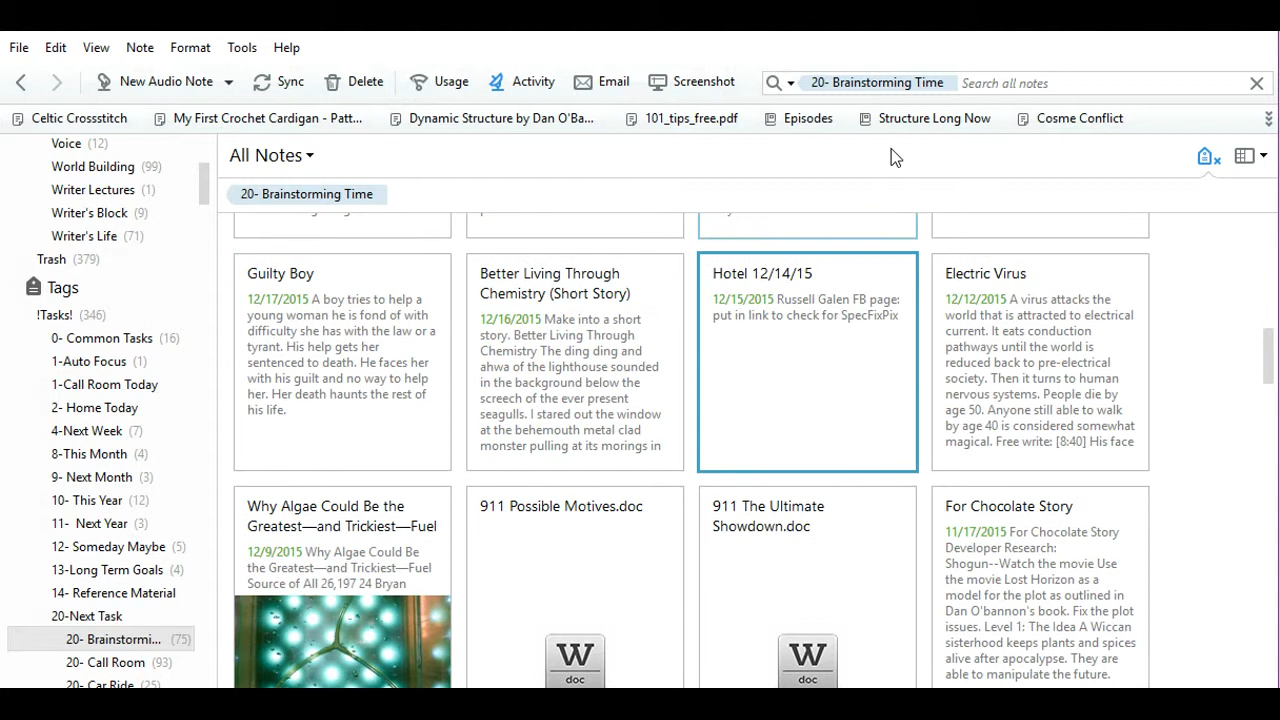 File Edit View Note Format Tools Help
New Audio Note Sync Delete Usage Activity Email Screenshot 20- Brainstorming Time Search all notes
Celtic Crossstitch My First Crochet Cardigan - Patt... Dynamic Structure by Dan O'Ba... 101_tips_free.pdf Episodes Structure Long Now Cosme Conflict
Voice (12)
World Building (99)
Writer Lectures (1)
Writer's Block (9)
Writer's Life (71)
Trash (379)
Tags
!Tasks! (346)
0- Common Tasks (16)
1-Auto Focus (1)
1-Call Room Today
2- Home Today
4-Next Week (7)
8-This Month (4)
9- Next Month (3)
10- This Year (12)
11- Next Year (3)
12- Someday Maybe (5)
13-Long Term Goals (4)
14- Reference Material
20-Next Task
20- Brainstormi... (75)
20- Call Room (93)
20- Car Ride (25)
All Notes
20- Brainstorming Time
Guilty Boy
12/17/2015 A boy tries to help a
young woman he is fond of with
difficulty she has with the law or a
tyrant. His help gets her
sentenced to death. He faces her
with his guilt and no way to help
her. Her death haunts the rest of
his life.
Better Living Through
Chemistry (Short Story)
12/16/2015 Make into a short
story. Better Living Through
Chemistry The ding ding and
ahwa of the lighthouse sounded
in the background below the
screech of the ever present
seagulls. I stared out the window
at the behemouth metal clad
monster pulling at its morings in
Hotel 12/14/15
12/15/2015 Russell Galen FB page:
put in link to check for SpecFixPix
Electric Virus
12/12/2015 A virus attacks the
world that is attracted to electrical
current. It eats conduction
pathways until the world is
reduced back to pre-electrical
society. Then it turns to human
nervous systems. People die by
age 50. Anyone still able to walk
by age 40 is considered somewhat
magical. Free write: [8:40] His face
Why Algae Could Be the
Greatest—and Trickiest—Fuel
12/9/2015 Why Algae Could Be
the Greatest—and Trickiest—Fuel
Source of All 26,197 24 Bryan
911 Possible Motives.doc
W
doc
911 The Ultimate
Showdown.doc
W
doc
For Chocolate Story
11/17/2015 For Chocolate Story
Developer Research:
Shogun--Watch the movie Use
the movie Lost Horizon as a
model for the plot as outlined in
Dan O'bannon's book. Fix the plot
issues. Level 1: The Idea A Wiccan
sisterhood keeps plants and spices
alive after apocalypse. They are
able to manipulate the future.